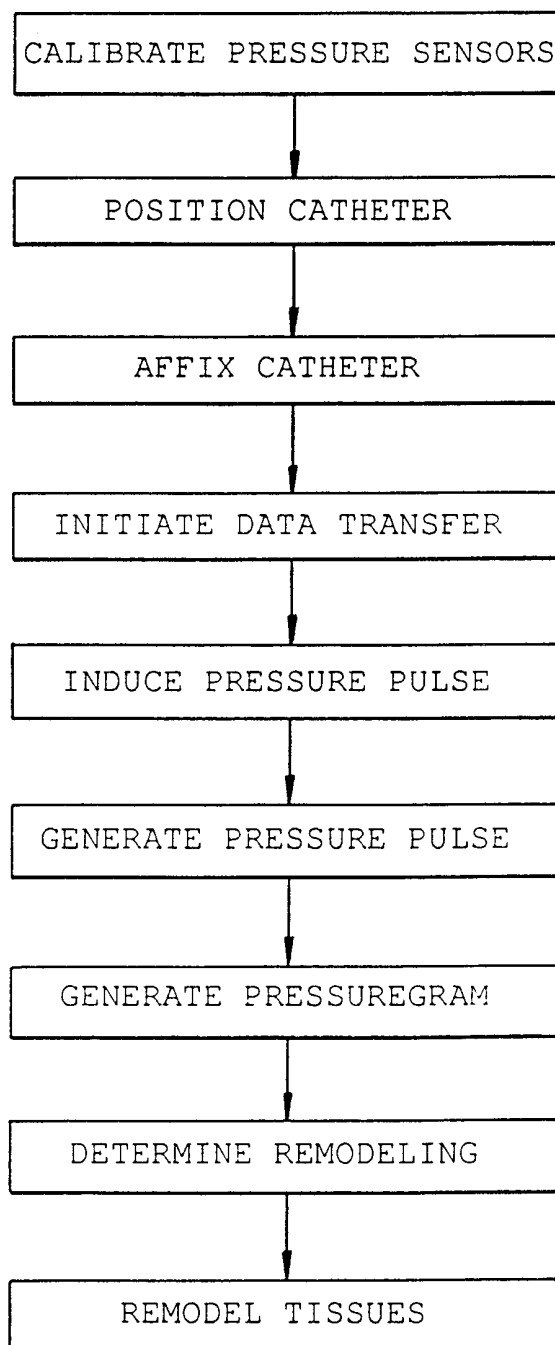 CALIBRATE PRESSURE SENSORS
POSITION CATHETER
AFFIX CATHETER
INITIATE DATA TRANSFER
INDUCE PRESSURE PULSE
GENERATE PRESSURE PULSE
GENERATE PRESSUREGRAM
DETERMINE REMODELING
REMODEL TISSUES